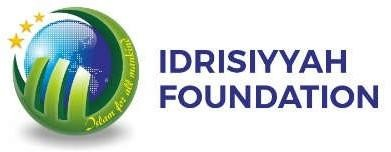 Islam for all mankind
IDRISIYYAH
FOUNDATION